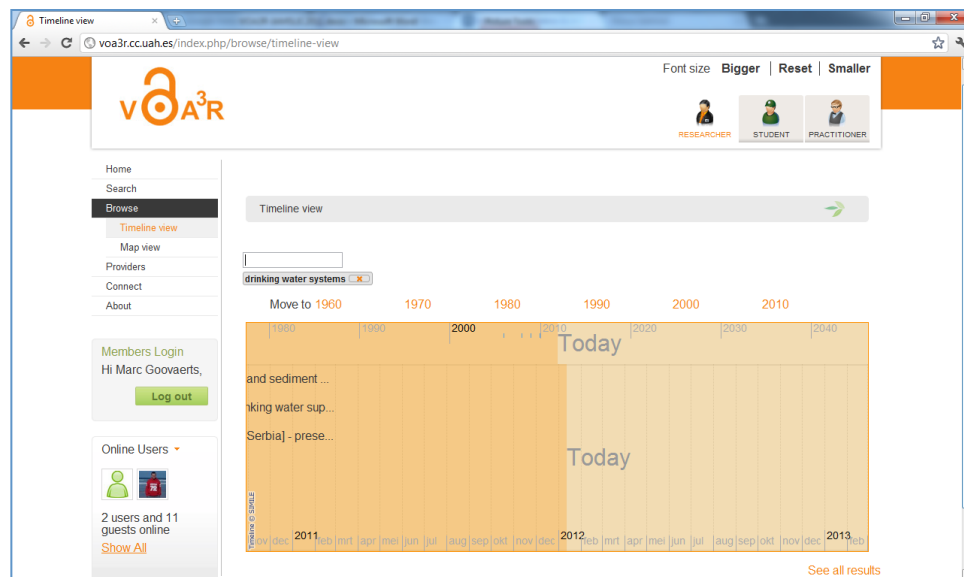 Timeline view
voa3r.cc.uah.es/index.php/browse/timeline-view
Font size Bigger | Reset | Smaller
VOA3R
RESEARCHER STUDENT PRACTITIONER
Home
Search
Browse
Timeline view
Map view
Providers
Connect
About
Members Login
Hi Marc Goovaerts,
Log out
Online Users
2 users and 11
guests online
Show All
Timeline view
drinking water systems
Move to 1960 1970 1980 1990 2000 2010
1980 1990 2000 2010 2020 2030 2040
Today
and sediment ...
nking water sup...
Serbia] - prese...
Today
Timeline © SIMILE
nov dec 2011 feb mrt apr mei jun jul aug sep okt nov dec 2012 feb mrt apr mei jun jul aug sep okt nov dec 2013 feb
See all results